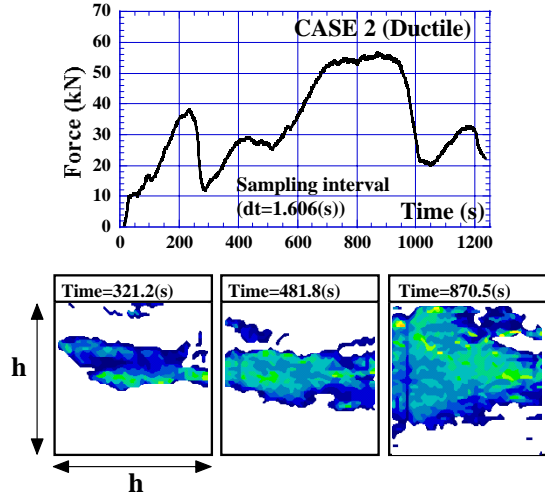 CASE 2 (Ductile)
Force (kN)
70
60
50
40
30
20
10
0
Sampling interval
(dt=1.606(s))
Time (s)
0 200 400 600 800 1000 1200
Time=321.2(s) Time=481.8(s) Time=870.5(s)
h
h